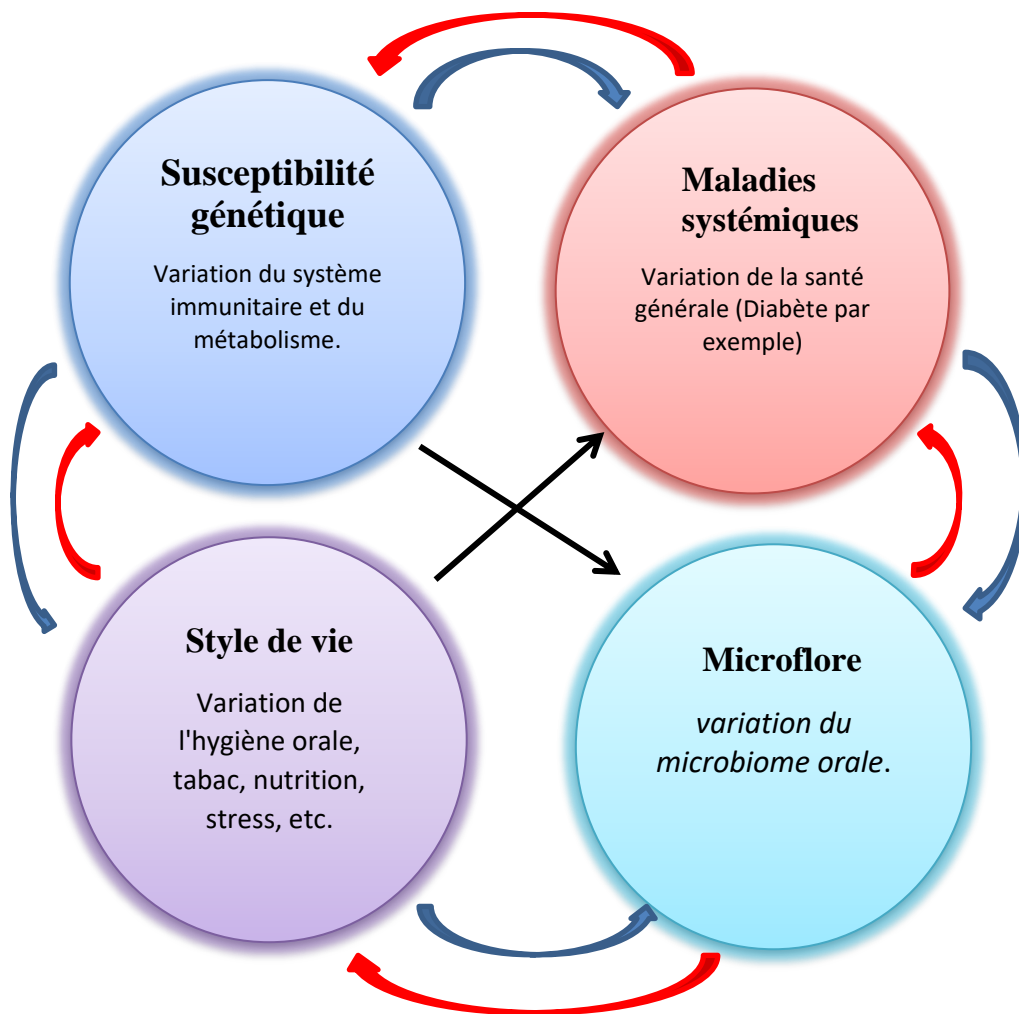 Susceptibilité
génétique
Variation du système
immunitaire et du
métabolisme.
Maladies
systémiques
Variation de la santé
générale (Diabète par
exemple)
Style de vie
Variation de
l'hygiène orale,
tabac, nutrition,
stress, etc.
Microflore
variation du
microbiome orale.